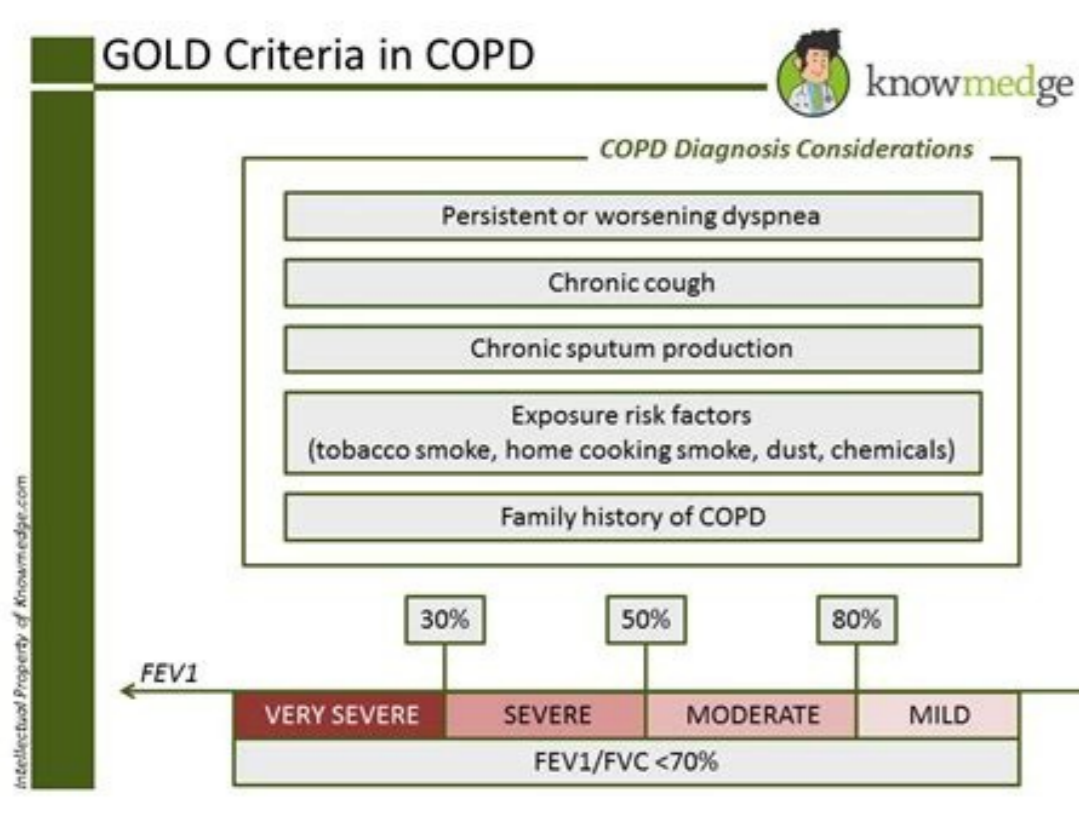 GOLD Criteria in COPD
knowmedge
COPD Diagnosis Considerations
Persistent or worsening dyspnea
Chronic cough
Chronic sputum production
Exposure risk factors
(tobacco smoke, home cooking smoke, dust, chemicals)
Family history of COPD
30%
50%
80%
FEV1
VERY SEVERE
SEVERE
MODERATE
MILD
FEV1/FVC <70%
Intellectual Property of Knowmedge.com